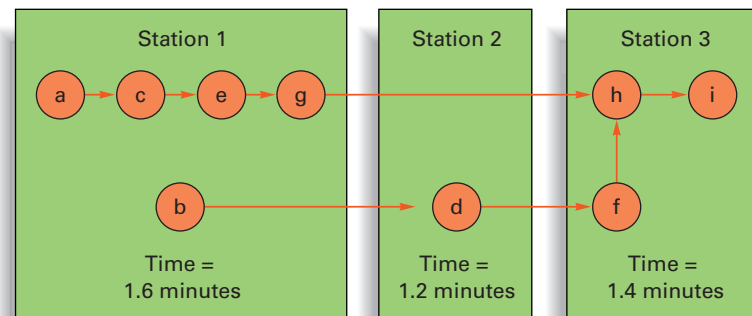 Station 1
Station 2
Station 3
a
c
e
g
h
i
b
d
f
Time =
1.6 minutes
Time =
1.2 minutes
Time =
1.4 minutes